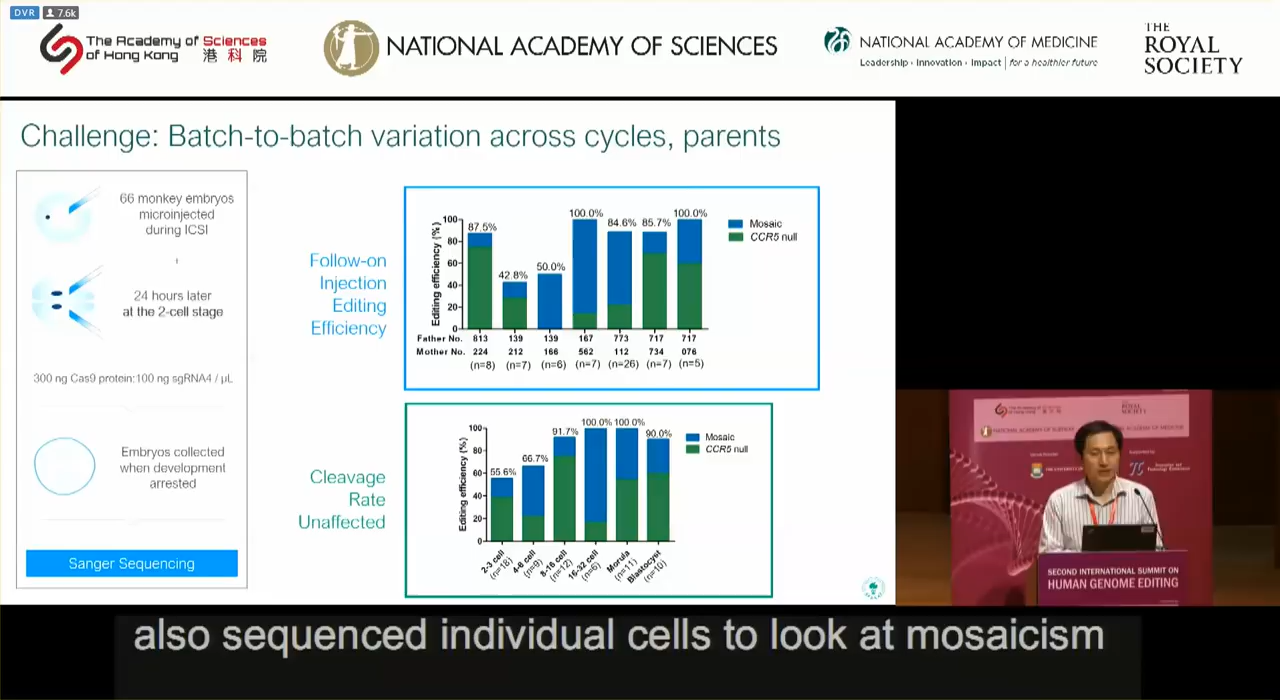 DVR 7.6k
The Academy of Sciences
of Hong Kong 港科院
NATIONAL ACADEMY OF SCIENCES
NATIONAL ACADEMY OF MEDICINE
Leadership · Innovation · Impact | for a healthier future
THE
ROYAL
SOCIETY
Challenge: Batch-to-batch variation across cycles, parents
66 monkey embryos
microinjected
during ICSI
24 hours later
at the 2-cell stage
300 ng Cas9 protein:100 ng sgRNA4 / μL
Embryos collected
when development
arrested
Sanger Sequencing
Follow-on
Injection
Editing
Efficiency
Editing efficiency (%)
100
80
60
40
20
0
87.5%
42.8%
50.0%
100.0%
84.6%
85.7%
100.0%
Mosaic
CCR5 null
Father No. 813 139 139 167 773 717 717
Mother No. 224 212 166 562 112 734 076
(n=8) (n=7) (n=6) (n=7) (n=26) (n=7) (n=5)
Cleavage
Rate
Unaffected
Editing efficiency (%)
100
80
60
40
20
0
55.6%
66.7%
91.7%
100.0%
100.0%
90.0%
Mosaic
CCR5 null
2-3 cell
(n=18)
4-8 cell
(n=9)
8-16 cell
(n=12)
16-32 cell
(n=6)
Morula
(n=11)
Blastocyst
(n=10)
The Academy of Sciences
ROYAL
SOCIETY
SECOND INTERNATIONAL SUMMIT ON
HUMAN GENOME EDITING
also sequenced individual cells to look at mosaicism